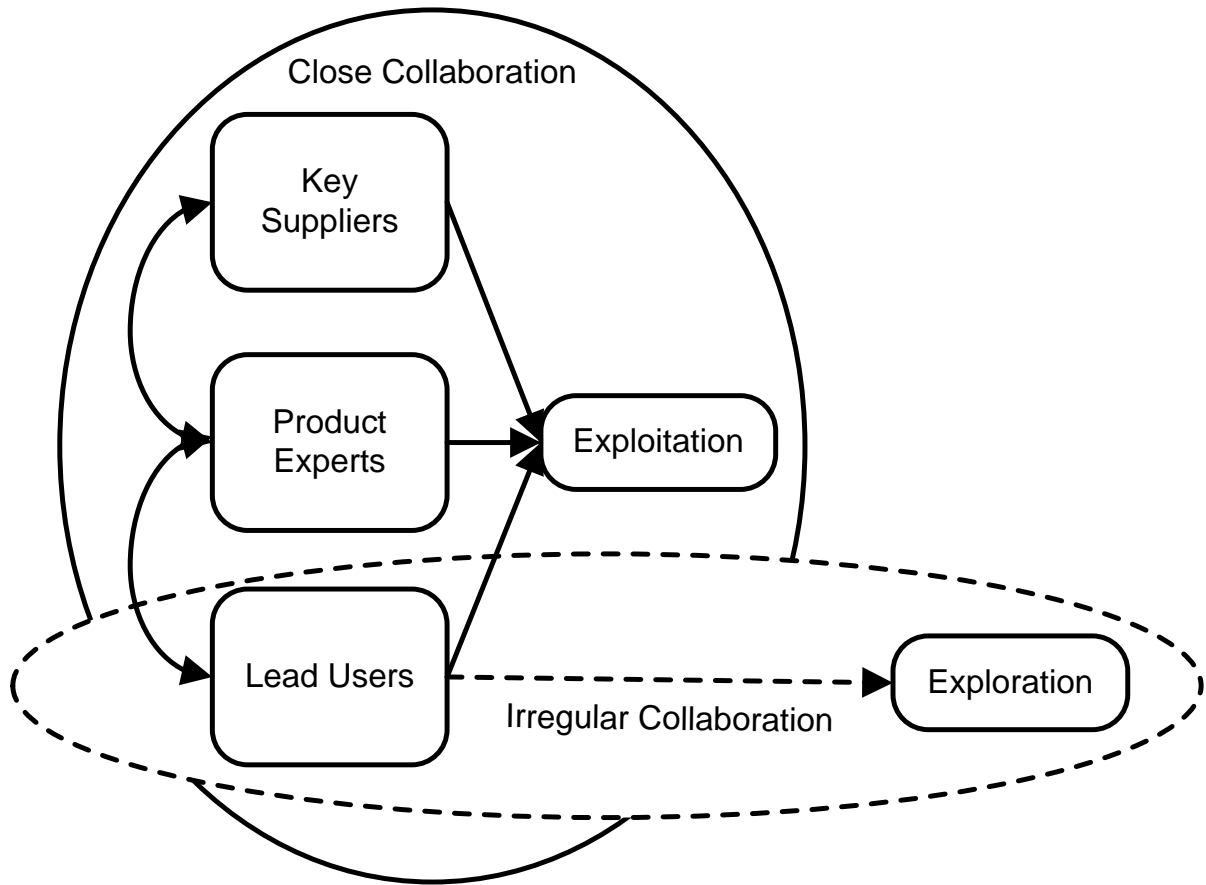 Close Collaboration
Key
Suppliers
Product
Experts
Exploitation
Lead Users
Exploration
Irregular Collaboration